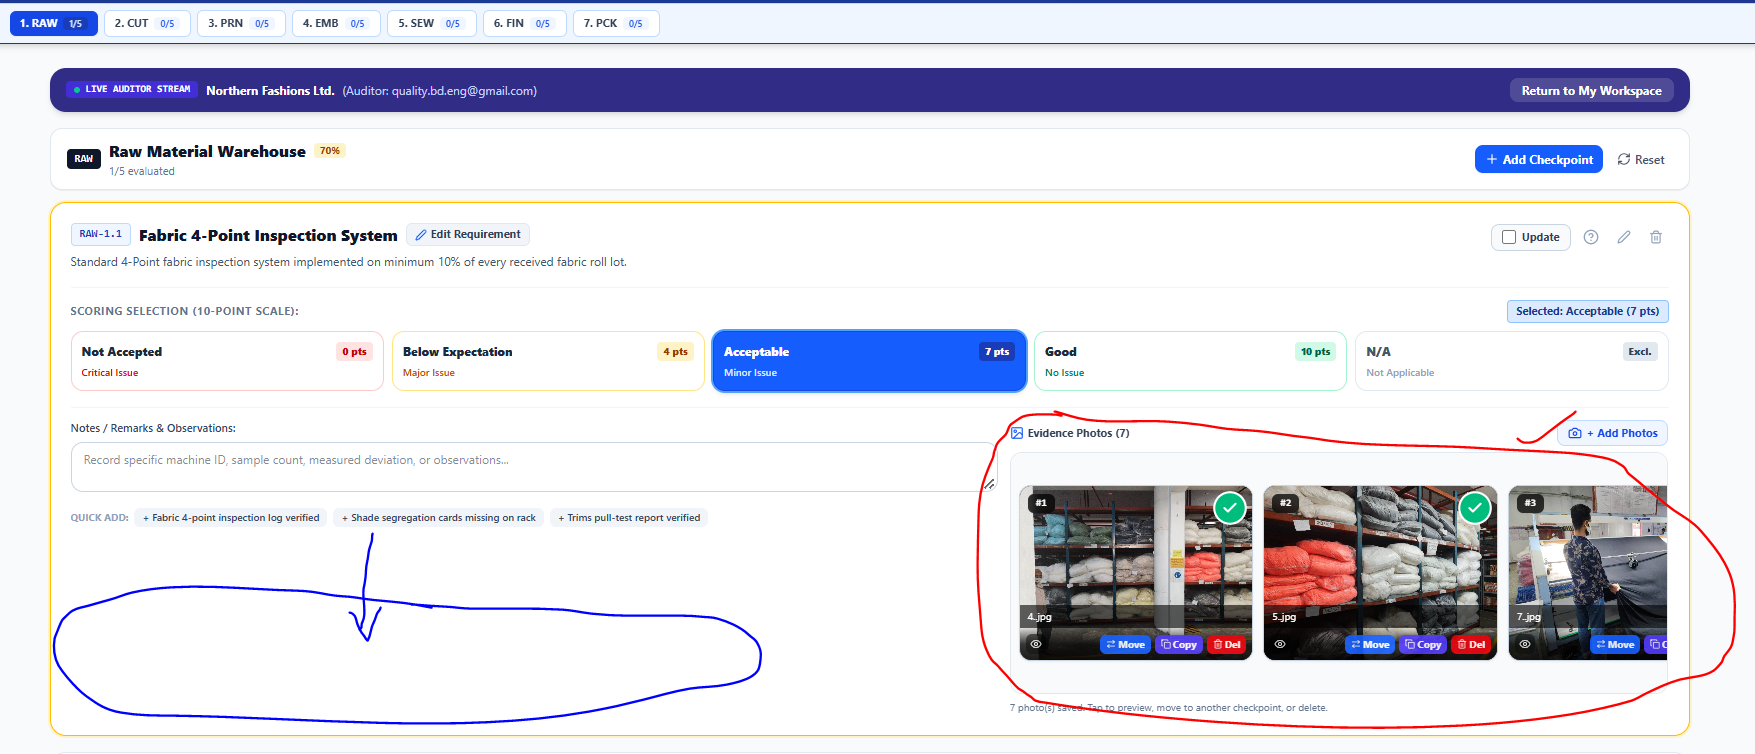 1. RAW 1/5 2. CUT 0/5 3. PRN 0/5 4. EMB 0/5 5. SEW 0/5 6. FIN 0/5 7. PCK 0/5
LIVE AUDITOR STREAM Northern Fashions Ltd. (Auditor: quality.bd.eng@gmail.com) Return to My Workspace
RAW Raw Material Warehouse 70%
1/5 evaluated
+ Add Checkpoint Reset
RAW-1.1 Fabric 4-Point Inspection System Edit Requirement Update
Standard 4-Point fabric inspection system implemented on minimum 10% of every received fabric roll lot.
SCORING SELECTION (10-POINT SCALE): Selected: Acceptable (7 pts)
Not Accepted 0 pts
Critical Issue
Below Expectation 4 pts
Major Issue
Acceptable 7 pts
Minor Issue
Good 10 pts
No Issue
N/A Excl.
Not Applicable
Notes / Remarks & Observations:
Record specific machine ID, sample count, measured deviation, or observations...
QUICK ADD: + Fabric 4-point inspection log verified + Shade segregation cards missing on rack + Trims pull-test report verified
Evidence Photos (7) + Add Photos
#1 #2 #3
4.jpg 5.jpg 7.jpg
Move Copy Del Move Copy Del Move C
7 photo(s) saved. Tap to preview, move to another checkpoint, or delete.